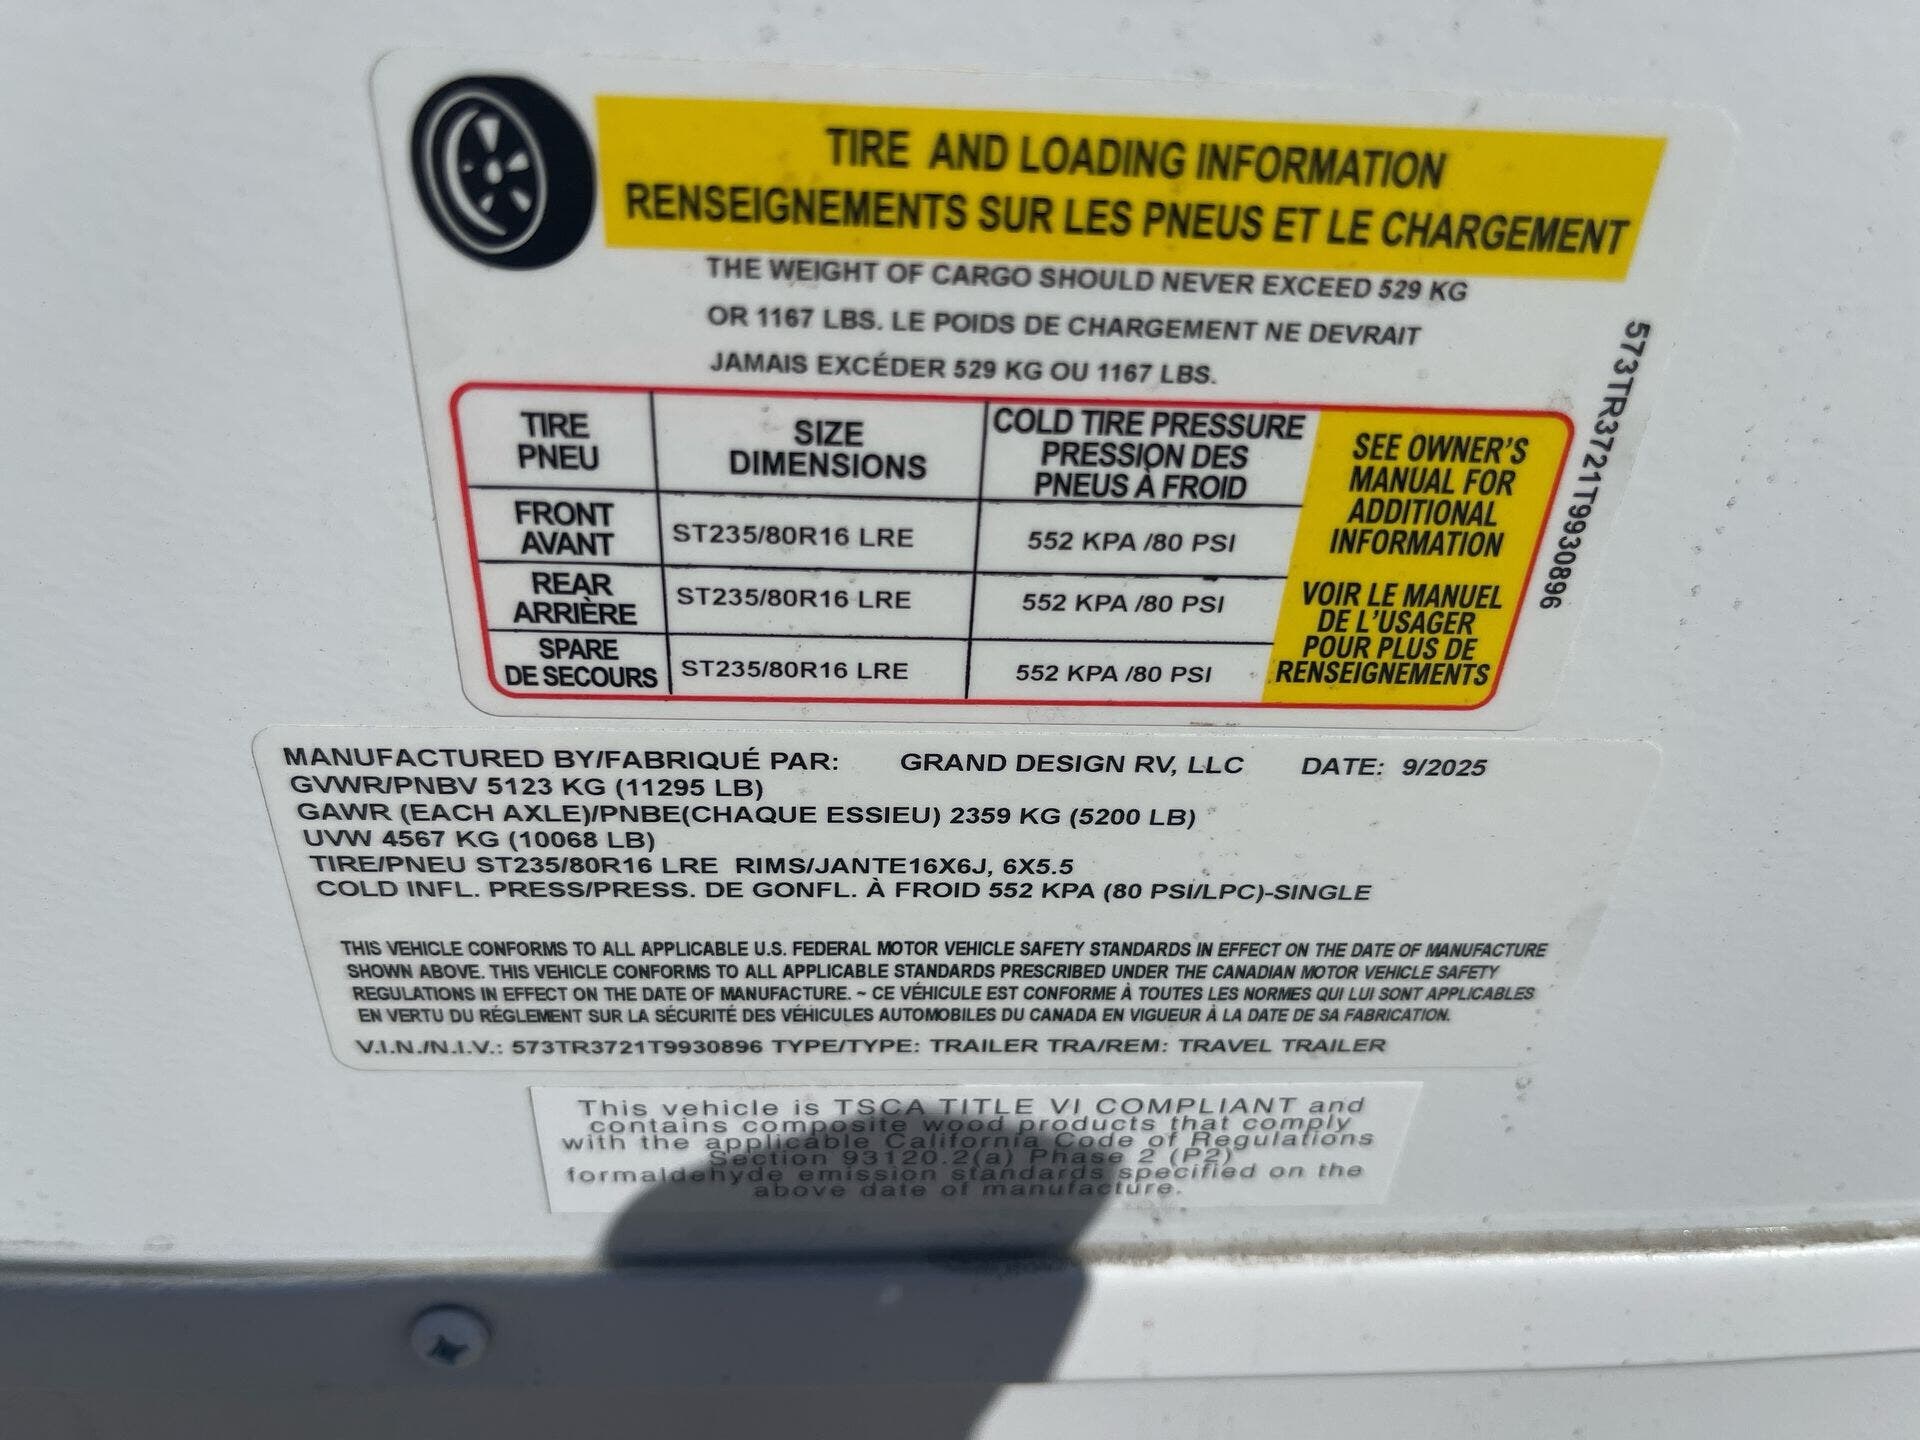 TIRE AND LOADING INFORMATION
RENSEIGNEMENTS SUR LES PNEUS ET LE CHARGEMENT
THE WEIGHT OF CARGO SHOULD NEVER EXCEED 529 KG
OR 1167 LBS. LE POIDS DE CHARGEMENT NE DEVRAIT
JAMAIS EXCÉDER 529 KG OU 1167 LBS.
TIRE
PNEU
SIZE
DIMENSIONS
COLD TIRE PRESSURE
PRESSION DES
PNEUS À FROID
FRONT
AVANT
ST235/80R16 LRE
552 KPA /80 PSI
REAR
ARRIÈRE
ST235/80R16 LRE
552 KPA /80 PSI
SPARE
DE SECOURS
ST235/80R16 LRE
552 KPA /80 PSI
SEE OWNER'S
MANUAL FOR
ADDITIONAL
INFORMATION
VOIR LE MANUEL
DE L'USAGER
POUR PLUS DE
RENSEIGNEMENTS
573TR3721T9930896
MANUFACTURED BY/FABRIQUÉ PAR: GRAND DESIGN RV, LLC DATE: 9/2025
GVWR/PNBV 5123 KG (11295 LB)
GAWR (EACH AXLE)/PNBE(CHAQUE ESSIEU) 2359 KG (5200 LB)
UVW 4567 KG (10068 LB)
TIRE/PNEU ST235/80R16 LRE RIMS/JANTE16X6J, 6X5.5
COLD INFL. PRESS/PRESS. DE GONFL. À FROID 552 KPA (80 PSI/LPC)-SINGLE
THIS VEHICLE CONFORMS TO ALL APPLICABLE U.S. FEDERAL MOTOR VEHICLE SAFETY STANDARDS IN EFFECT ON THE DATE OF MANUFACTURE
SHOWN ABOVE. THIS VEHICLE CONFORMS TO ALL APPLICABLE STANDARDS PRESCRIBED UNDER THE CANADIAN MOTOR VEHICLE SAFETY
REGULATIONS IN EFFECT ON THE DATE OF MANUFACTURE. ~ CE VÉHICULE EST CONFORME À TOUTES LES NORMES QUI LUI SONT APPLICABLES
EN VERTU DU RÉGLEMENT SUR LA SÉCURITÉ DES VÉHICULES AUTOMOBILES DU CANADA EN VIGUEUR À LA DATE DE SA FABRICATION.
V.I.N./N.I.V.: 573TR3721T9930896 TYPE/TYPE: TRAILER TRA/REM: TRAVEL TRAILER
This vehicle is TSCA TITLE VI COMPLIANT and
contains composite wood products that comply
with the applicable California Code of Regulations
Section 93120.2(a) Phase 2 (P2)
formaldehyde emission standards specified on the
above date of manufacture.